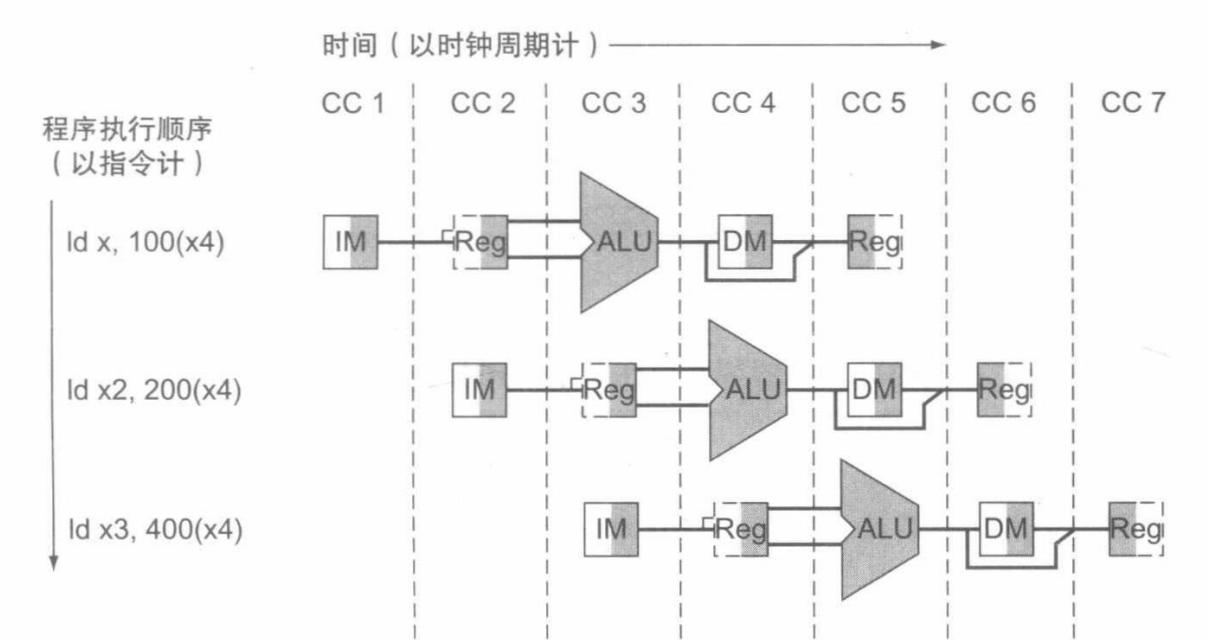 时间（以时钟周期计）
CC 1 CC 2 CC 3 CC 4 CC 5 CC 6 CC 7
程序执行顺序
（以指令计）
ld x, 100(x4) IM Reg ALU DM Reg
ld x2, 200(x4) IM Reg ALU DM Reg
ld x3, 400(x4) IM Reg ALU DM Reg